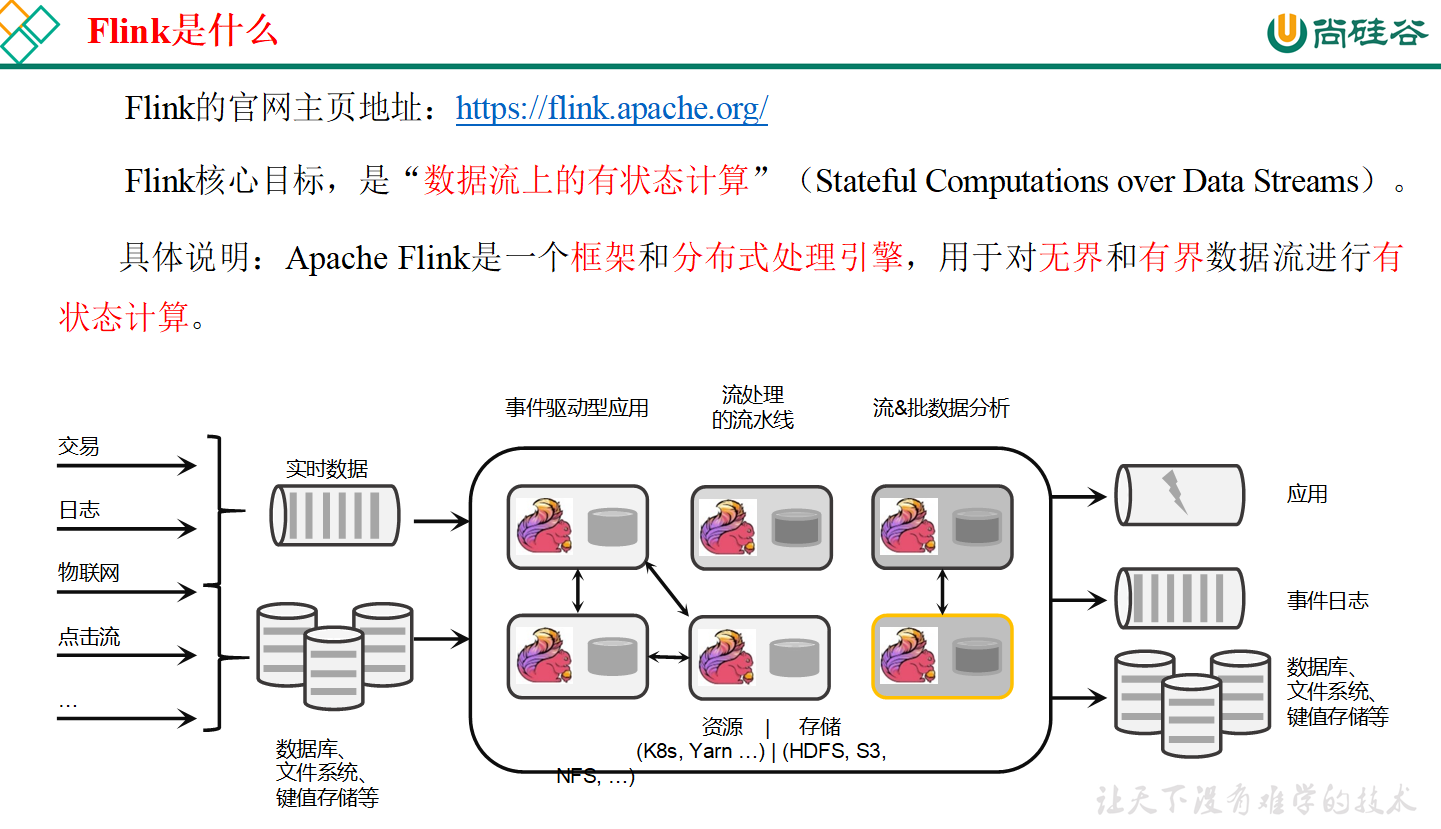 Flink是什么
尚硅谷
Flink的官网主页地址：https://flink.apache.org/
Flink核心目标，是“数据流上的有状态计算”（Stateful Computations over Data Streams）。
具体说明：Apache Flink是一个框架和分布式处理引擎，用于对无界和有界数据流进行有
状态计算。
事件驱动型应用
流处理
的流水线
流&批数据分析
交易
日志
物联网
点击流
…
实时数据
数据库、
文件系统、
键值存储等
资源 | 存储
(K8s, Yarn …) | (HDFS, S3,
NFS, …)
应用
事件日志
数据库、
文件系统、
键值存储等
让天下没有难学的技术